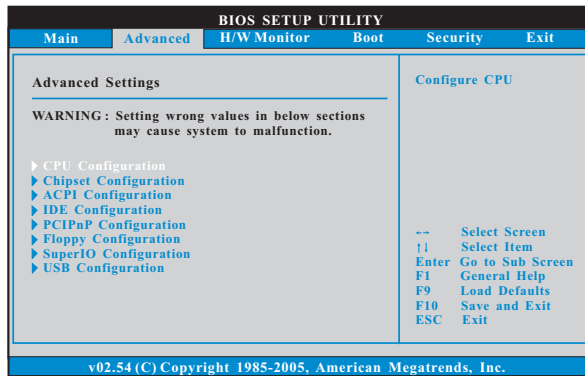 BIOS SETUP UTILITY
Main Advanced H/W Monitor Boot Security Exit
Advanced Settings
WARNING : Setting wrong values in below sections
may cause system to malfunction.
CPU Configuration
Chipset Configuration
ACPI Configuration
IDE Configuration
PCIPnP Configuration
Floppy Configuration
SuperIO Configuration
USB Configuration
Configure CPU
←→ Select Screen
↑↓ Select Item
Enter Go to Sub Screen
F1 General Help
F9 Load Defaults
F10 Save and Exit
ESC Exit
v02.54 (C) Copyright 1985-2005, American Megatrends, Inc.